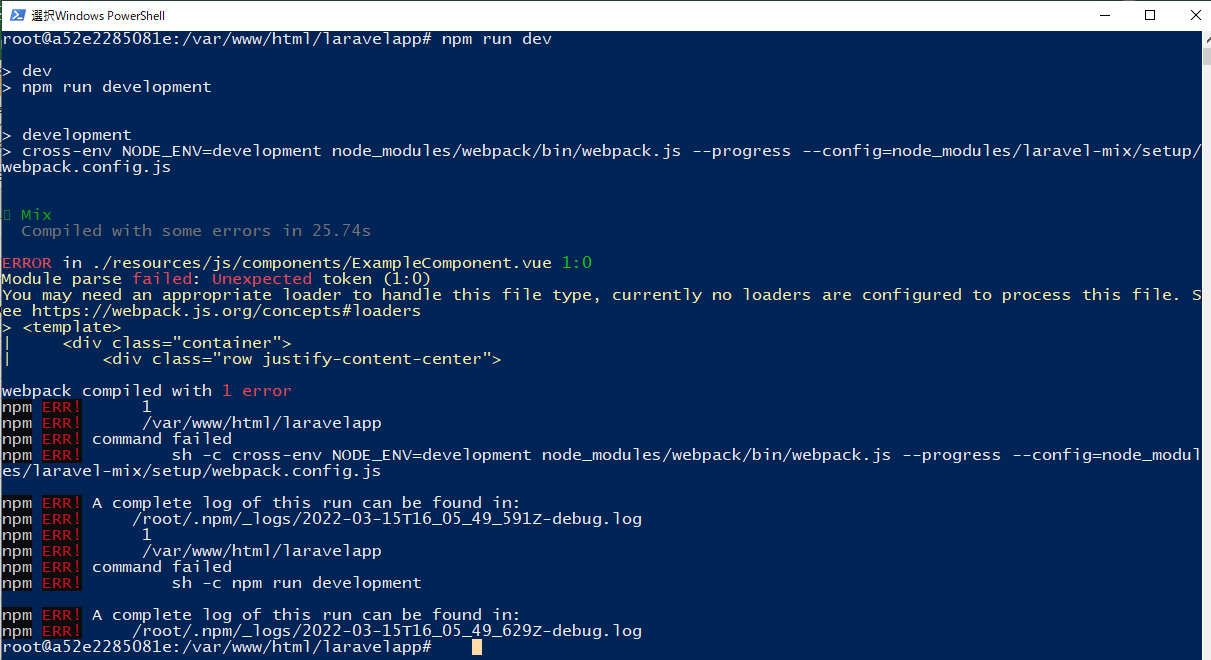 選択Windows PowerShell
root@a52e2285081e:/var/www/html/laravelapp# npm run dev
> dev
> npm run development
> development
> cross-env NODE_ENV=development node_modules/webpack/bin/webpack.js --progress --config=node_modules/laravel-mix/setup/
webpack.config.js
Mix
Compiled with some errors in 25.74s
ERROR in ./resources/js/components/ExampleComponent.vue 1:0
Module parse failed: Unexpected token (1:0)
You may need an appropriate loader to handle this file type, currently no loaders are configured to process this file. S
ee https://webpack.js.org/concepts#loaders
> <template>
|     <div class="container">
|         <div class="row justify-content-center">
webpack compiled with 1 error
npm ERR! 1
npm ERR! /var/www/html/laravelapp
npm ERR! command failed
npm ERR! sh -c cross-env NODE_ENV=development node_modules/webpack/bin/webpack.js --progress --config=node_modul
es/laravel-mix/setup/webpack.config.js
npm ERR! A complete log of this run can be found in:
npm ERR! /root/.npm/_logs/2022-03-15T16_05_49_591Z-debug.log
npm ERR! 1
npm ERR! /var/www/html/laravelapp
npm ERR! command failed
npm ERR! sh -c npm run development
npm ERR! A complete log of this run can be found in:
npm ERR! /root/.npm/_logs/2022-03-15T16_05_49_629Z-debug.log
root@a52e2285081e:/var/www/html/laravelapp#